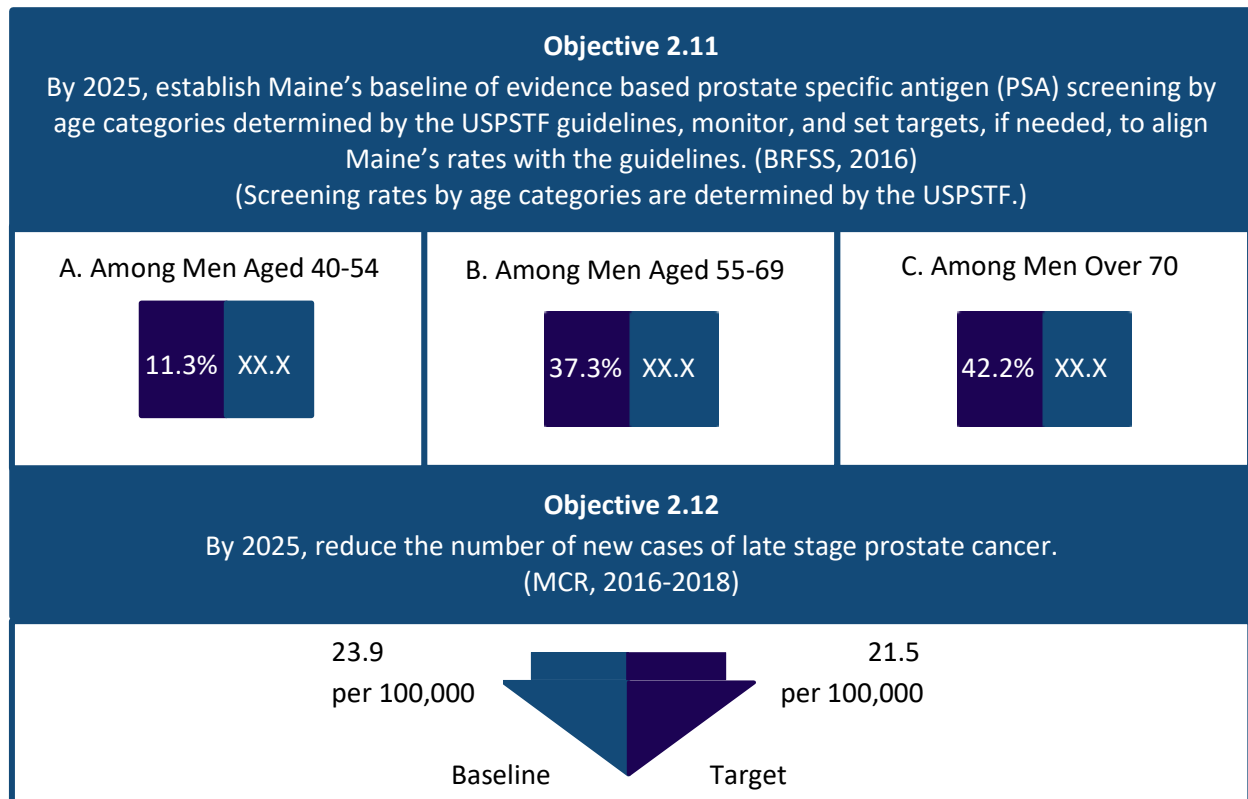 Objective 2.11
By 2025, establish Maine’s baseline of evidence based prostate specific antigen (PSA) screening by
age categories determined by the USPSTF guidelines, monitor, and set targets, if needed, to align
Maine’s rates with the guidelines. (BRFSS, 2016)
(Screening rates by age categories are determined by the USPSTF.)
A. Among Men Aged 40-54
11.3% XX.X
B. Among Men Aged 55-69
37.3% XX.X
C. Among Men Over 70
42.2% XX.X
Objective 2.12
By 2025, reduce the number of new cases of late stage prostate cancer.
(MCR, 2016-2018)
23.9
per 100,000
21.5
per 100,000
Baseline
Target